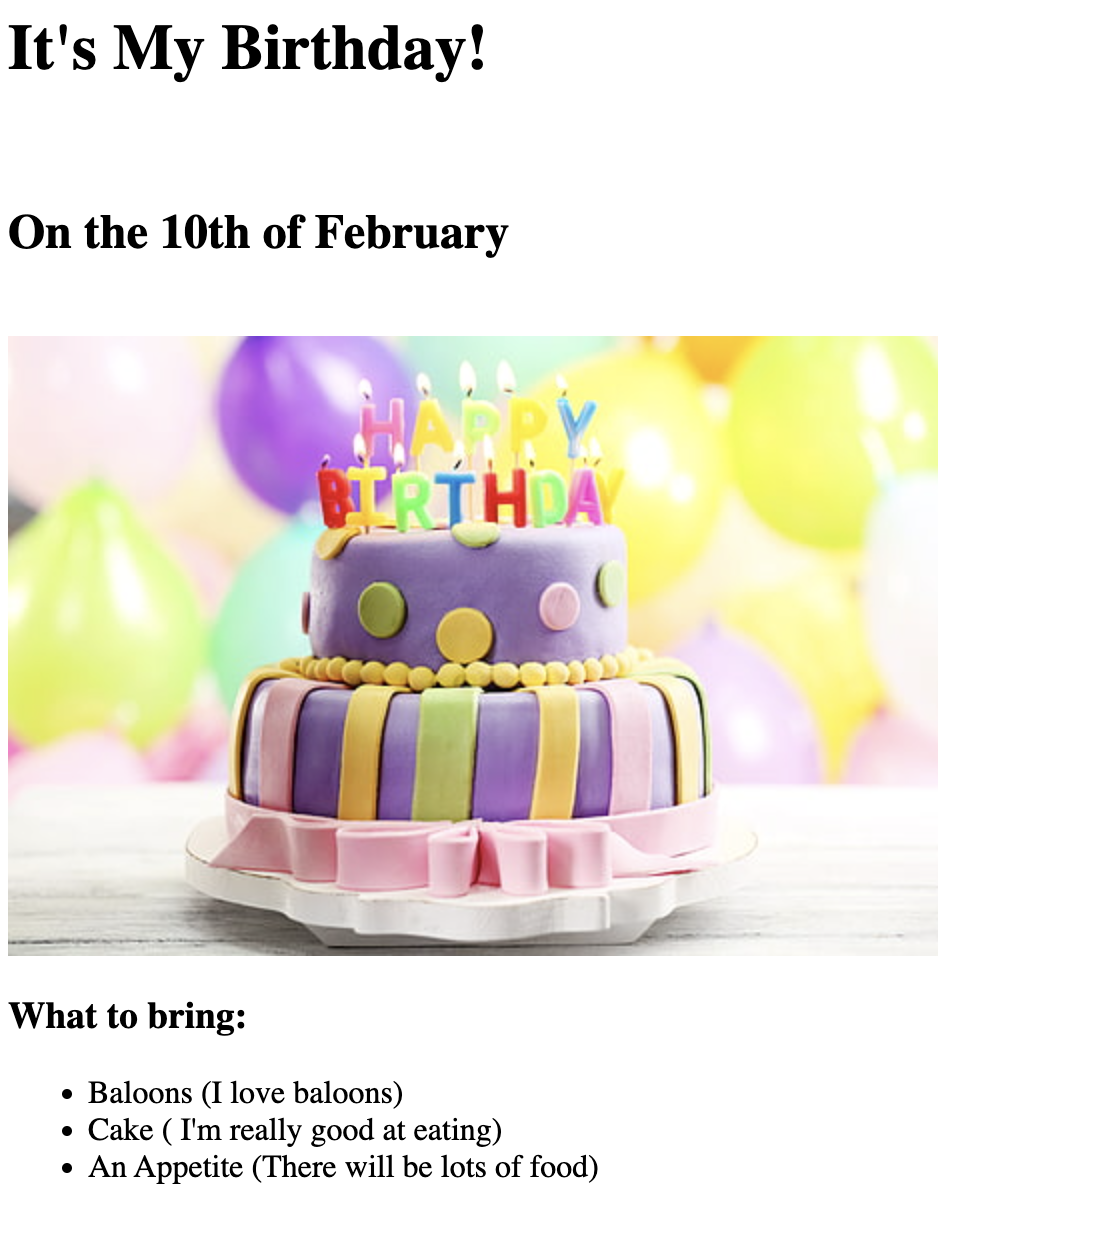 It's My Birthday!
On the 10th of February
HAPPY
BIRTHDAY
What to bring:
Baloons (I love baloons)
Cake ( I'm really good at eating)
An Appetite (There will be lots of food)